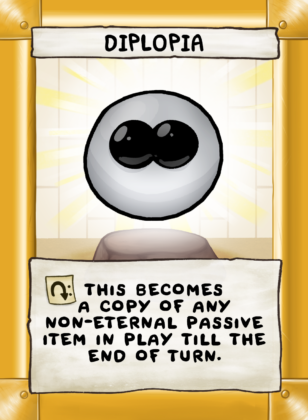 DIPLOPIA
THIS BECOMES
A COPY OF ANY
NON-ETERNAL PASSIVE
ITEM IN PLAY TILL THE
END OF TURN.